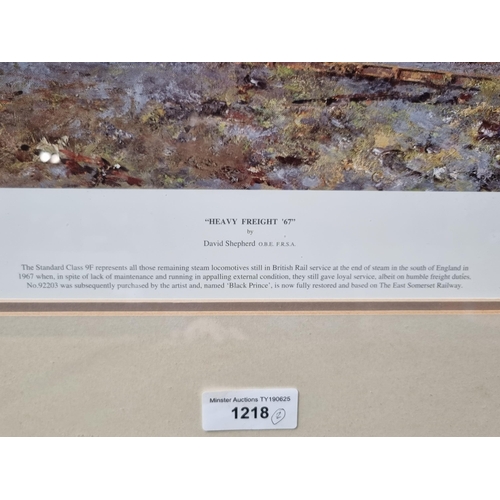 "HEAVY FREIGHT '67"
by
David Shepherd O.B.E. F.R.S.A.
The Standard Class 9F represents all those remaining steam locomotives still in British Rail service at the end of steam in the south of England in
1967 when, in spite of lack of maintenance and running in appalling external condition, they still gave loyal service, albeit on humble freight duties.
No.92203 was subsequently purchased by the artist and, named 'Black Prince', is now fully restored and based on The East Somerset Railway.
Minster Auctions TY190625
1218 2